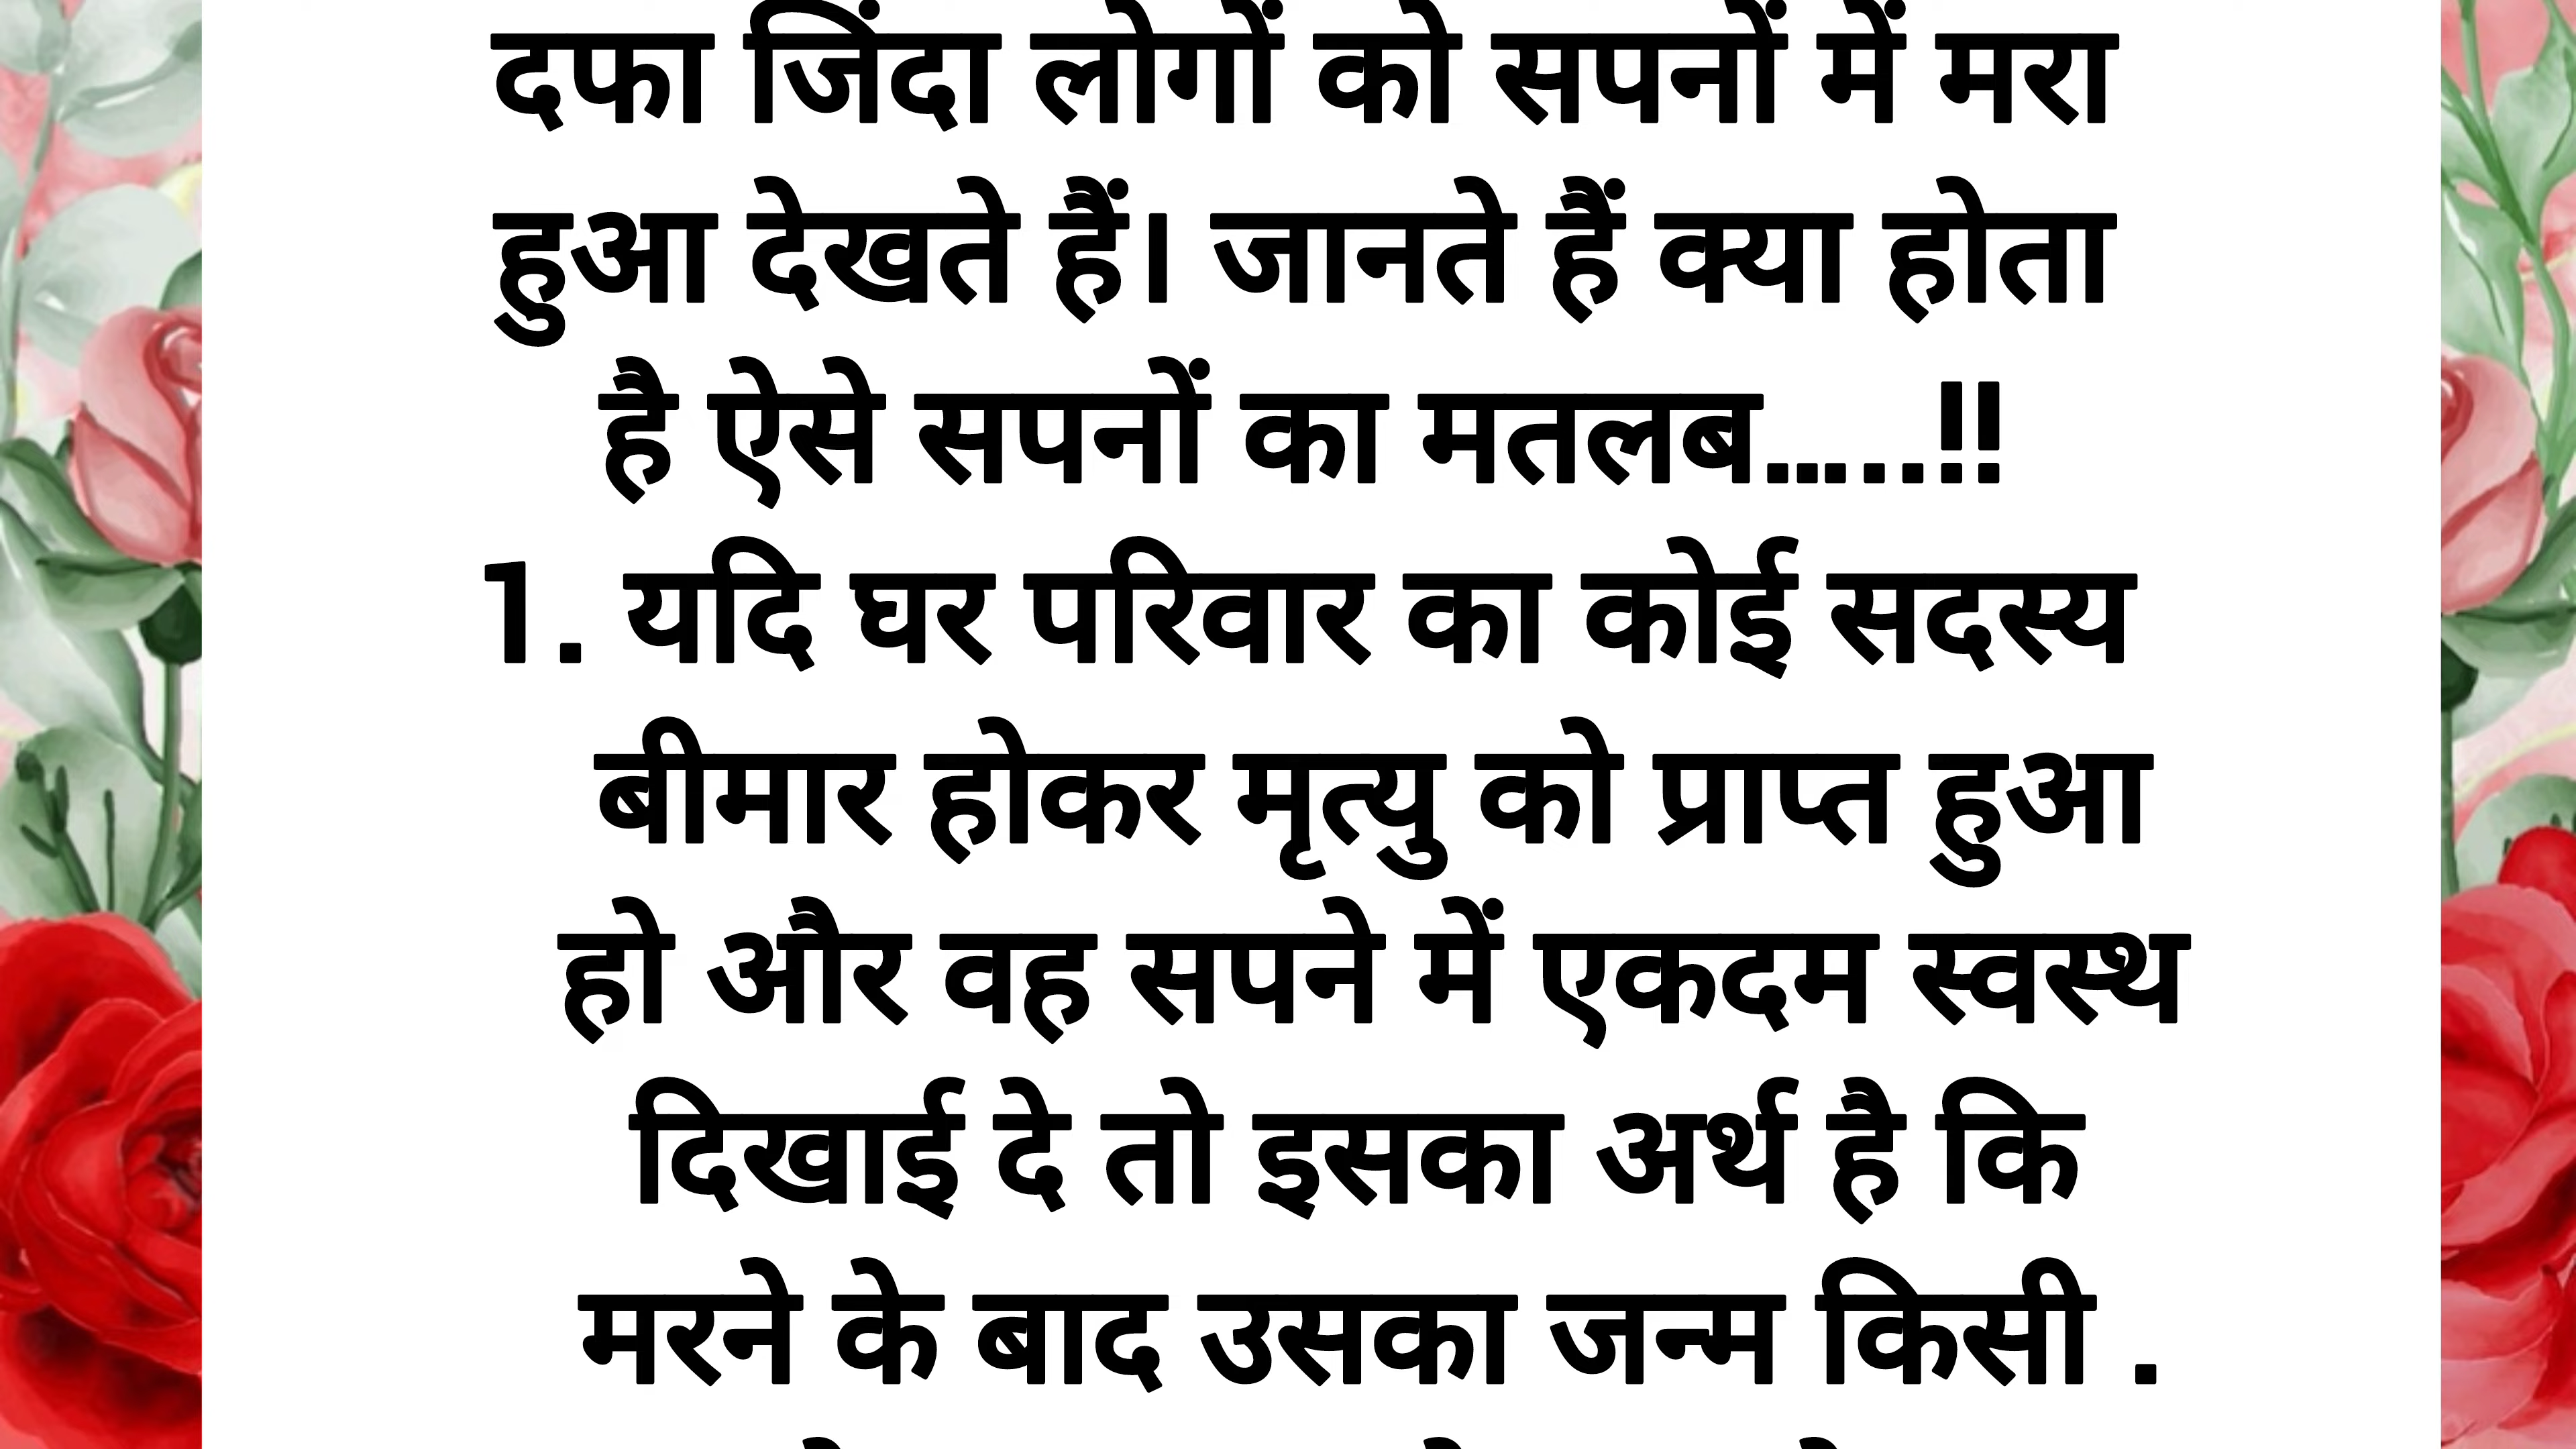 दफा जिंदा लोगों को सपनों में मरा
हुआ देखते हैं। जानते हैं क्या होता
है ऐसे सपनों का मतलब.....!!
1. यदि घर परिवार का कोई सदस्य
बीमार होकर मृत्यु को प्राप्त हुआ
हो और वह सपने में एकदम स्वस्थ
दिखाई दे तो इसका अर्थ है कि
मरने के बाद उसका जन्म किसी .